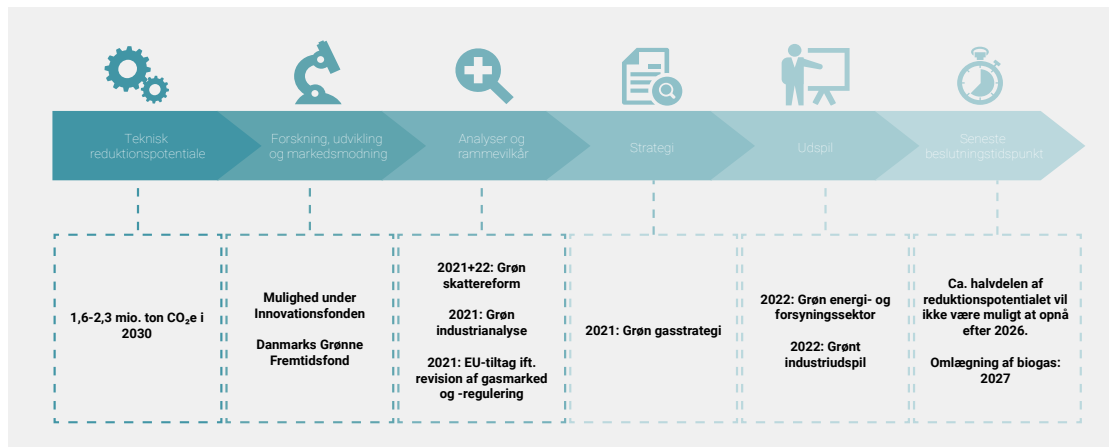 Teknisk
reduktionspotentiale
Forskning, udvikling
og markedsmodning
Analyser og
rammevilkår
Strategi
Udspil
Seneste
beslutningstidspunkt
1,6-2,3 mio. ton CO₂e i
2030
Mulighed under
Innovationsfonden
Danmarks Grønne
Fremtidsfond
2021+22: Grøn
skattereform
2021: Grøn
industrianalyse
2021: EU-tiltag ift.
revision af gasmarked
og -regulering
2021: Grøn gasstrategi
2022: Grøn energi- og
forsyningssektor
2022: Grønt
industriudspil
Ca. halvdelen af
reduktionspotentialet vil
ikke være muligt at opnå
efter 2026.
Omlægning af biogas:
2027